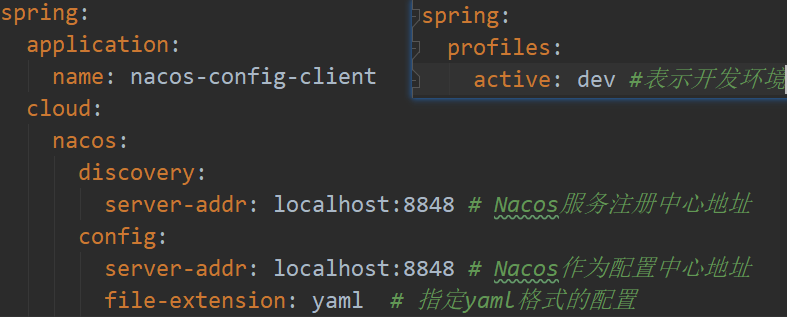 spring:
  application:
    name: nacos-config-client
  cloud:
    nacos:
      discovery:
        server-addr: localhost:8848 # Nacos服务注册中心地址
      config:
        server-addr: localhost:8848 # Nacos作为配置中心地址
        file-extension: yaml  # 指定yaml格式的配置
spring:
  profiles:
    active: dev #表示开发环境